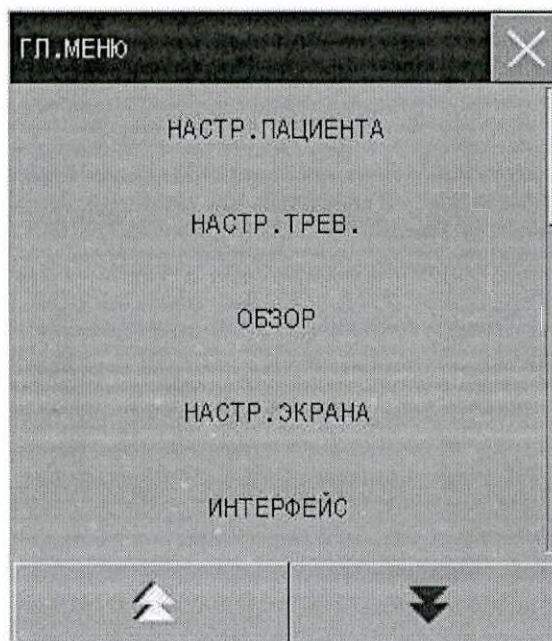 ГЛ.МЕНЮ
НАСТР.ПАЦИЕНТА
НАСТР.ТРЕВ.
ОБЗОР
НАСТР.ЭКРАНА
ИНТЕРФЕЙС